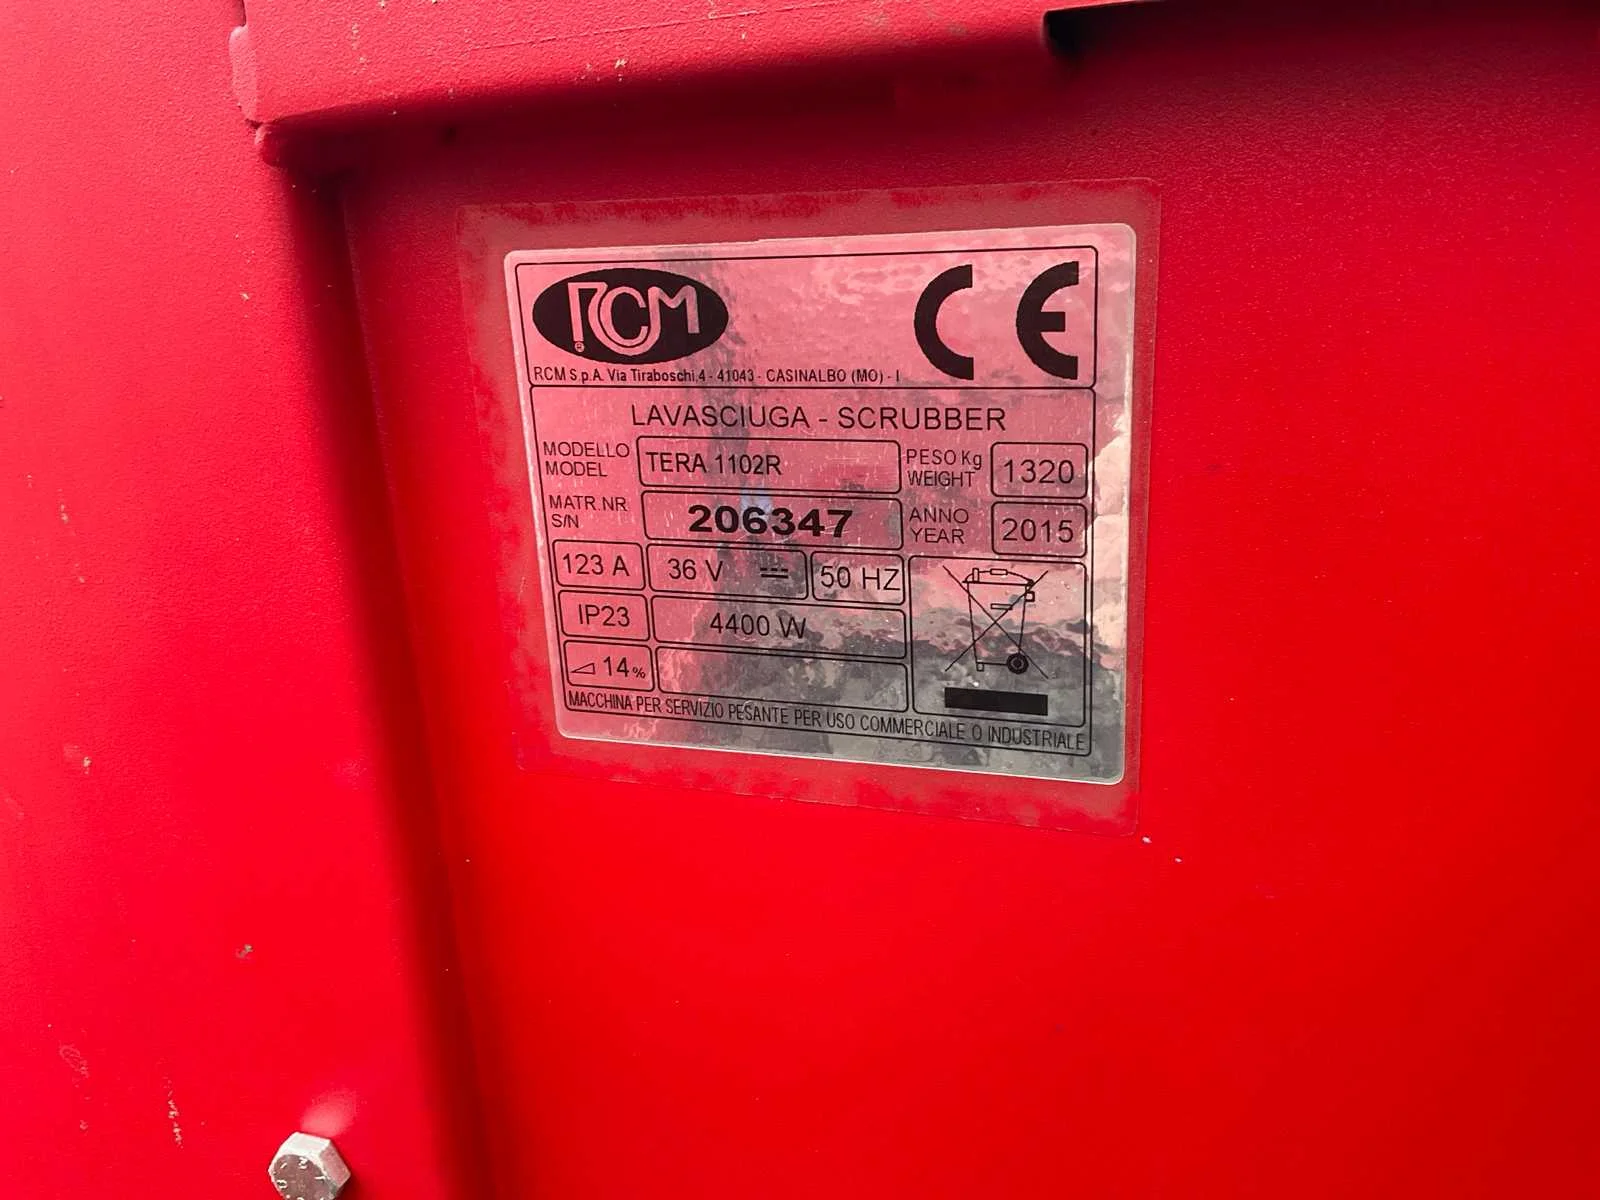 RCM
RCM S.p.A. Via Tiraboschi,4 - 41043 - CASINALBO (MO) - I
CE
LAVASCIUGA - SCRUBBER
MODELLO
MODEL
TERA 1102R
PESO Kg
WEIGHT
1320
MATR.NR.
S/N
206347
ANNO
YEAR
2015
123 A
36 V
50 HZ
IP23
4400 W
14%
MACCHINA PER SERVIZIO PESANTE PER USO COMMERCIALE O INDUSTRIALE